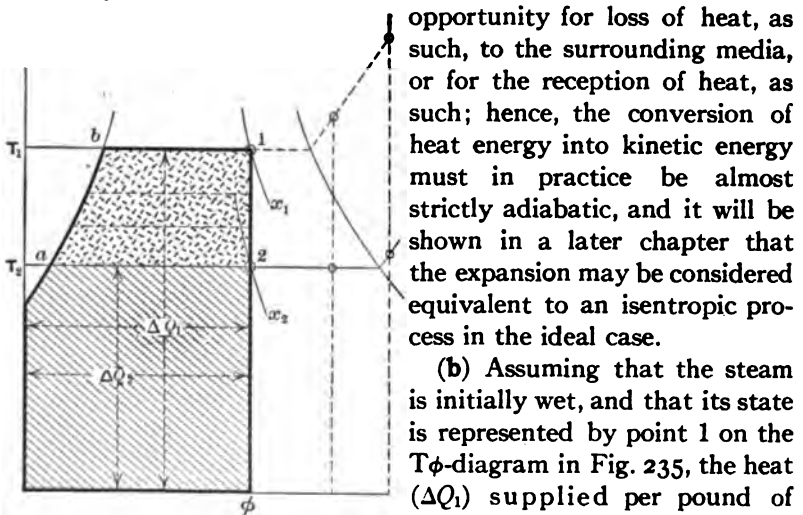 opportunity for loss of heat, as
such, to the surrounding media,
or for the reception of heat, as
such; hence, the conversion of
heat energy into kinetic energy
must in practice be almost
strictly adiabatic, and it will be
shown in a later chapter that
the expansion may be considered
equivalent to an isentropic pro-
cess in the ideal case.
(b) Assuming that the steam
is initially wet, and that its state
is represented by point 1 on the
Tϕ-diagram in Fig. 235, the heat
(ΔQ₁) supplied per pound of
b
1
T₁
x₁
a
2
T₂
x₂
ΔQ₁
ΔQ₂
ϕ